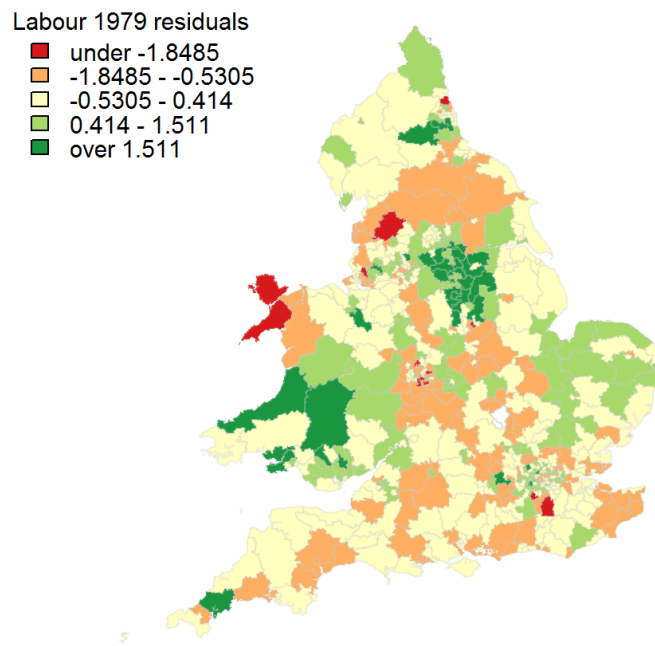 Labour 1979 residuals
under -1.8485
-1.8485 - -0.5305
-0.5305 - 0.414
0.414 - 1.511
over 1.511